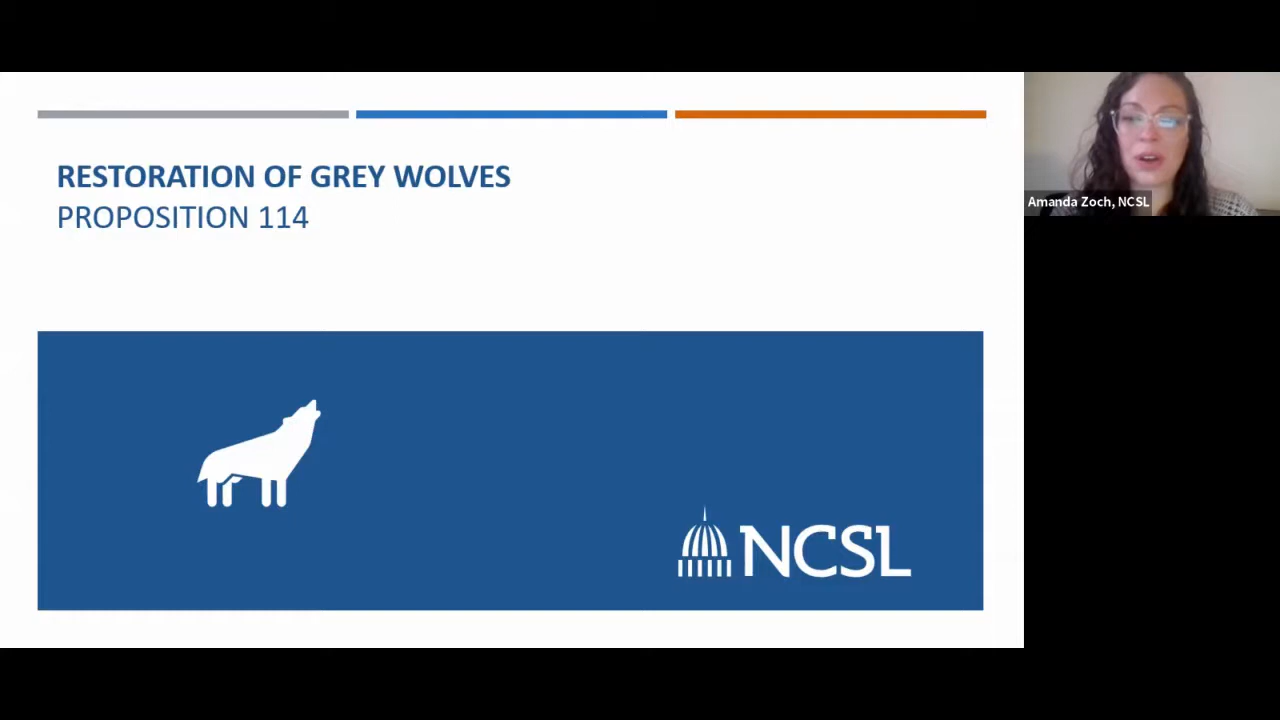 RESTORATION OF GREY WOLVES
PROPOSITION 114
Amanda Zoch, NCSL
NCSL